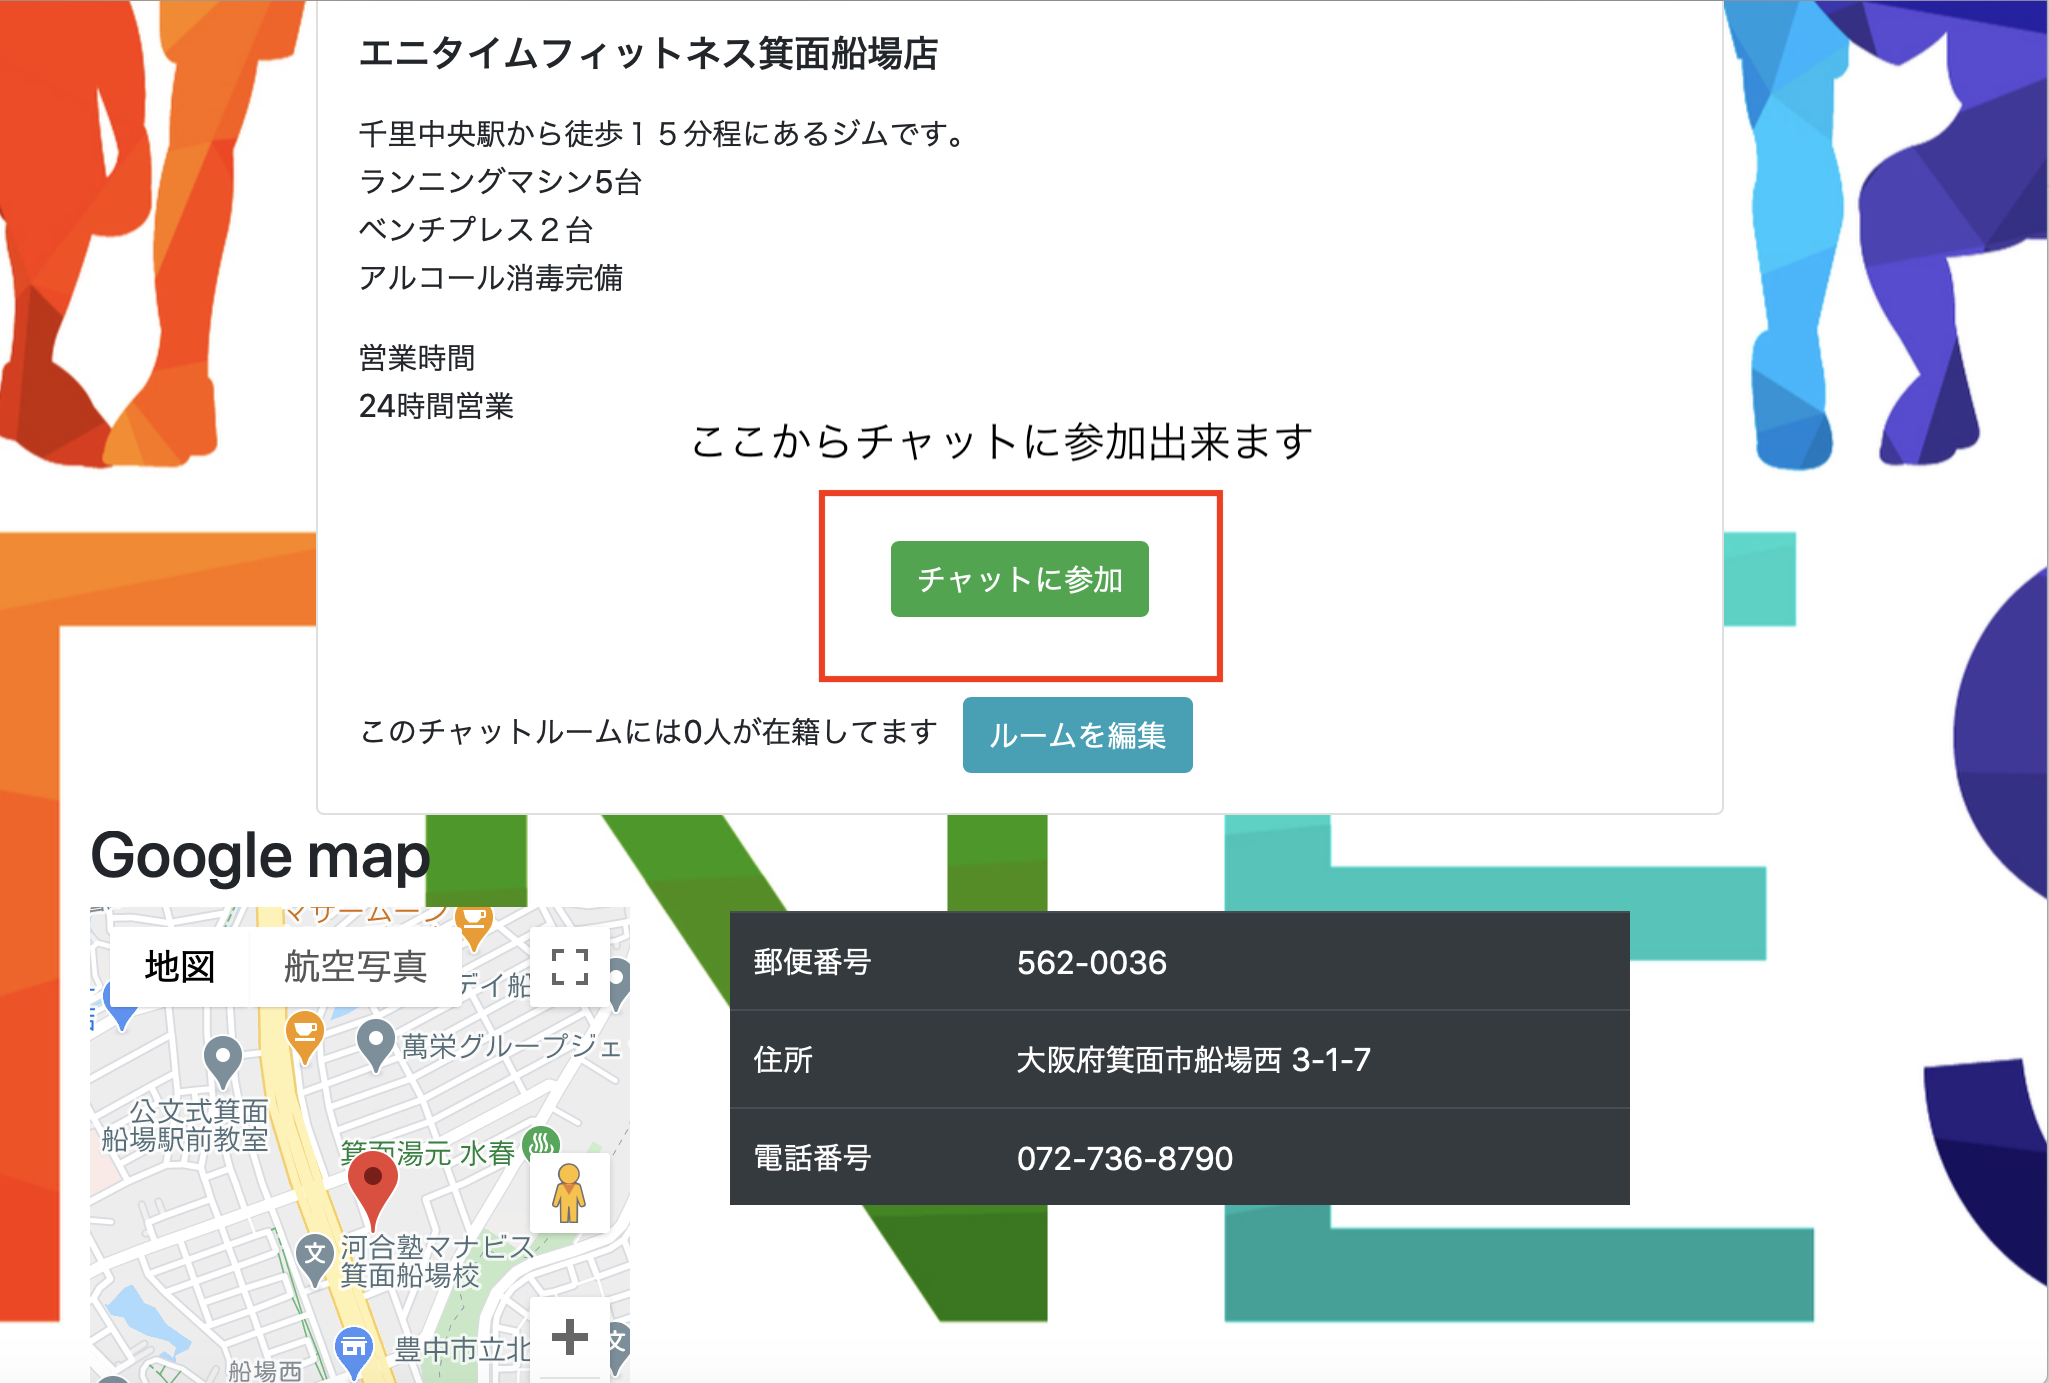 エニタイムフィットネス箕面船場店
千里中央駅から徒歩１５分程にあるジムです。
ランニングマシン5台
ベンチプレス２台
アルコール消毒完備
営業時間
24時間営業
ここからチャットに参加出来ます
チャットに参加
このチャットルームには0人が在籍してます
ルームを編集
Google map
マザームーン
地図
航空写真
デイ船
萬栄グループジェ
公文式箕面
船場駅前教室
箕面湯元 水春
河合塾マナビス
箕面船場校
豊中市立北
船場西
郵便番号 562-0036
住所 大阪府箕面市船場西 3-1-7
電話番号 072-736-8790